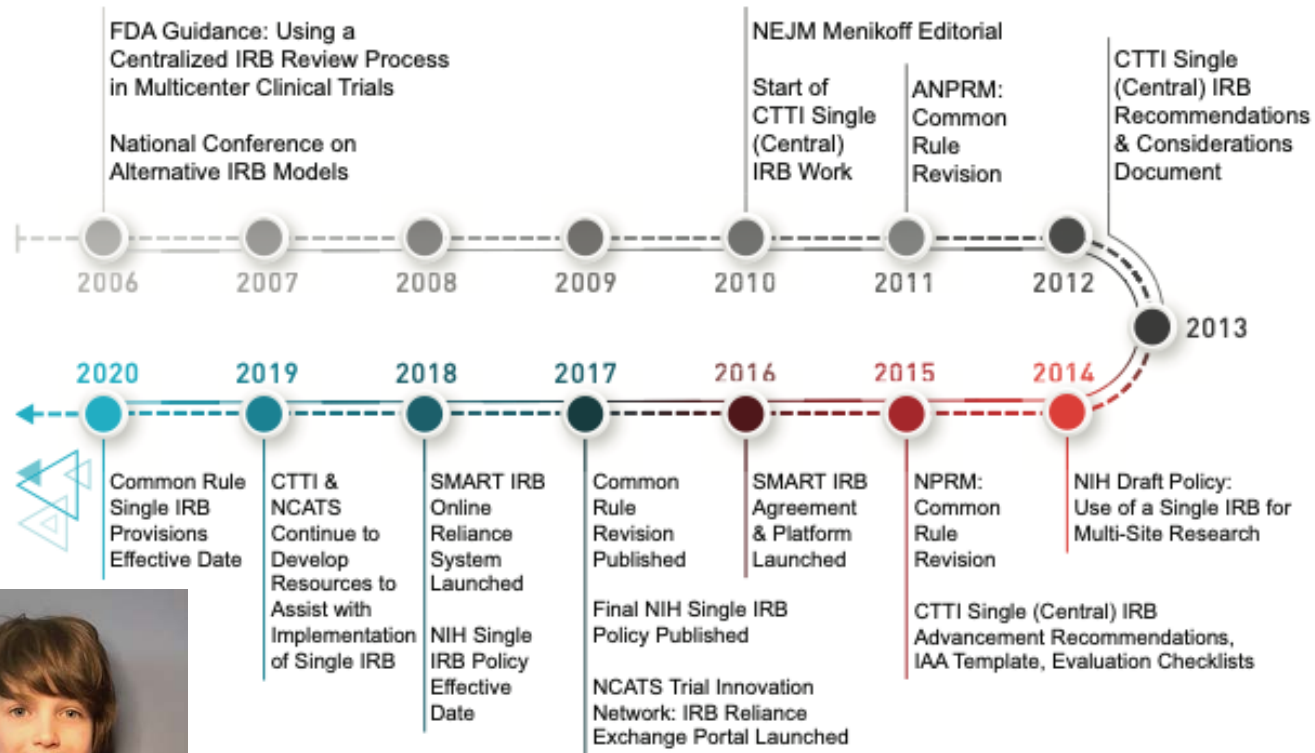 FDA Guidance: Using a
Centralized IRB Review Process
in Multicenter Clinical Trials
National Conference on
Alternative IRB Models
NEJM Menikoff Editorial
Start of
CTTI Single
(Central)
IRB Work
ANPRM:
Common
Rule
Revision
CTTI Single
(Central) IRB
Recommendations
& Considerations
Document
2006
2007
2008
2009
2010
2011
2012
2013
2020
2019
2018
2017
2016
2015
2014
Common Rule
Single IRB
Provisions
Effective Date
CTTI &
NCATS
Continue to
Develop
Resources to
Assist with
Implementation
of Single IRB
SMART IRB
Online
Reliance
System
Launched
NIH Single
IRB Policy
Effective
Date
Common
Rule
Revision
Published
Final NIH Single IRB
Policy Published
NCATS Trial Innovation
Network: IRB Reliance
Exchange Portal Launched
SMART IRB
Agreement
& Platform
Launched
NPRM:
Common
Rule
Revision
CTTI Single (Central) IRB
Advancement Recommendations,
IAA Template, Evaluation Checklists
NIH Draft Policy:
Use of a Single IRB for
Multi-Site Research